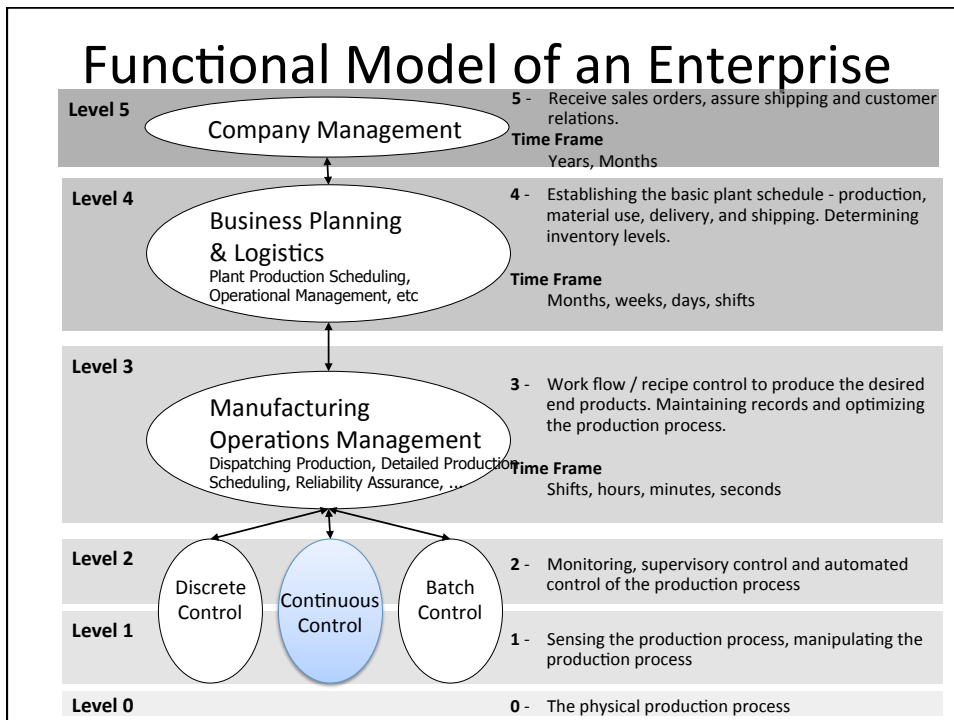 Functional Model of an Enterprise
Level 5
Company Management
5 - Receive sales orders, assure shipping and customer
relations.
Time Frame
Years, Months
Level 4
Business Planning
& Logistics
Plant Production Scheduling,
Operational Management, etc
4 - Establishing the basic plant schedule - production,
material use, delivery, and shipping. Determining
inventory levels.
Time Frame
Months, weeks, days, shifts
Level 3
Manufacturing
Operations Management
Dispatching Production, Detailed Production
Scheduling, Reliability Assurance, ...
3 - Work flow / recipe control to produce the desired
end products. Maintaining records and optimizing
the production process.
Time Frame
Shifts, hours, minutes, seconds
Level 2
Discrete
Control
Continuous
Control
Batch
Control
2 - Monitoring, supervisory control and automated
control of the production process
Level 1
1 - Sensing the production process, manipulating the
production process
Level 0
0 - The physical production process